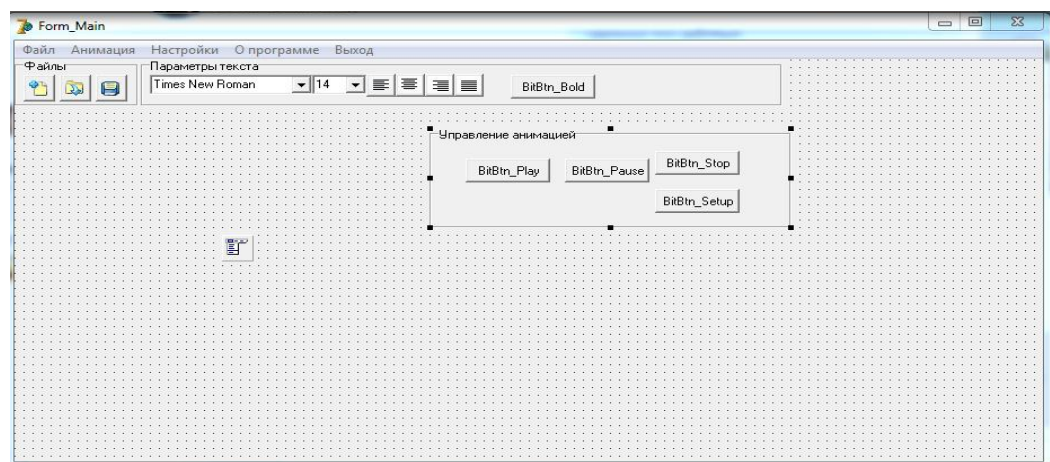 Form_Main
Файл Анимация Настройки О программе Выход
Файлы
Параметры текста
Times New Roman 14 BitBtn_Bold
Управление анимацией
BitBtn_Play BitBtn_Pause BitBtn_Stop
BitBtn_Setup